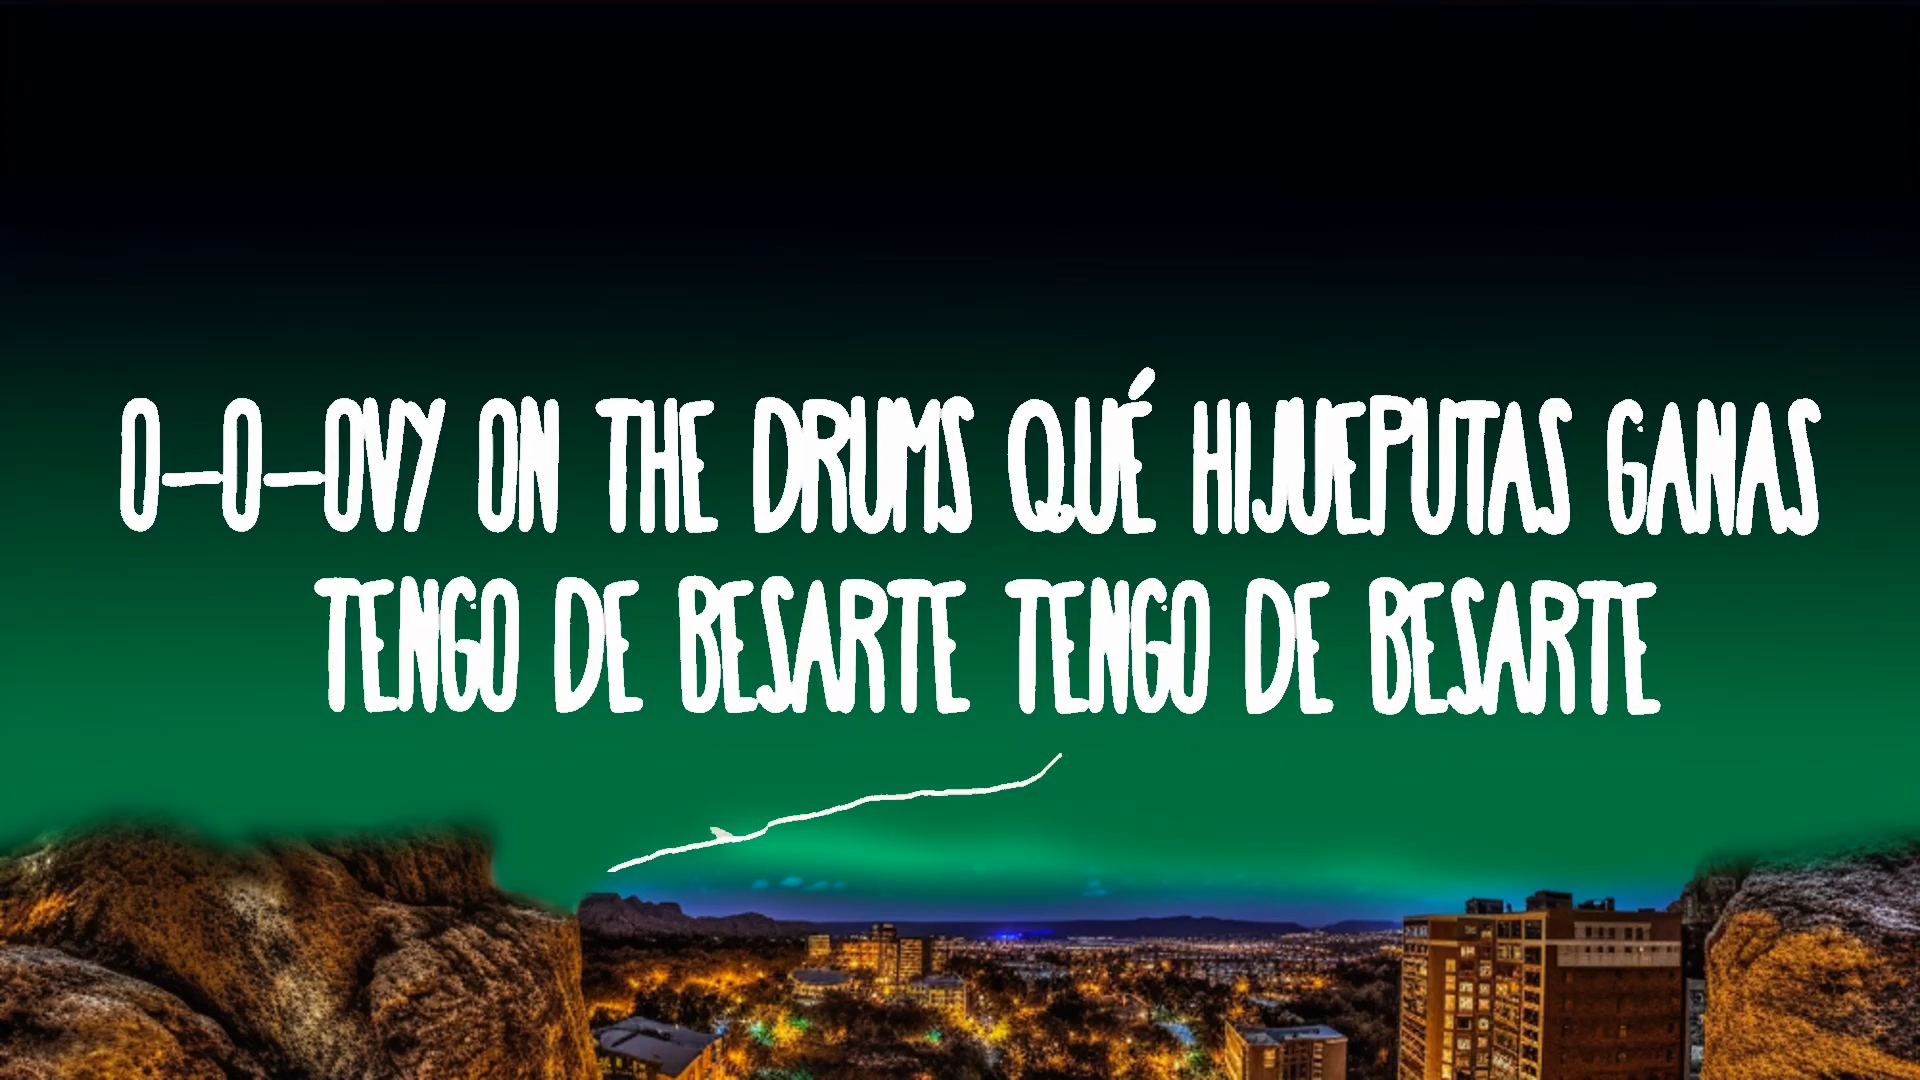 O-O-OVY ON THE DRUMS QUÉ HIJUEPUTAS GANAS
TENGO DE BESARTE TENGO DE BESARTE